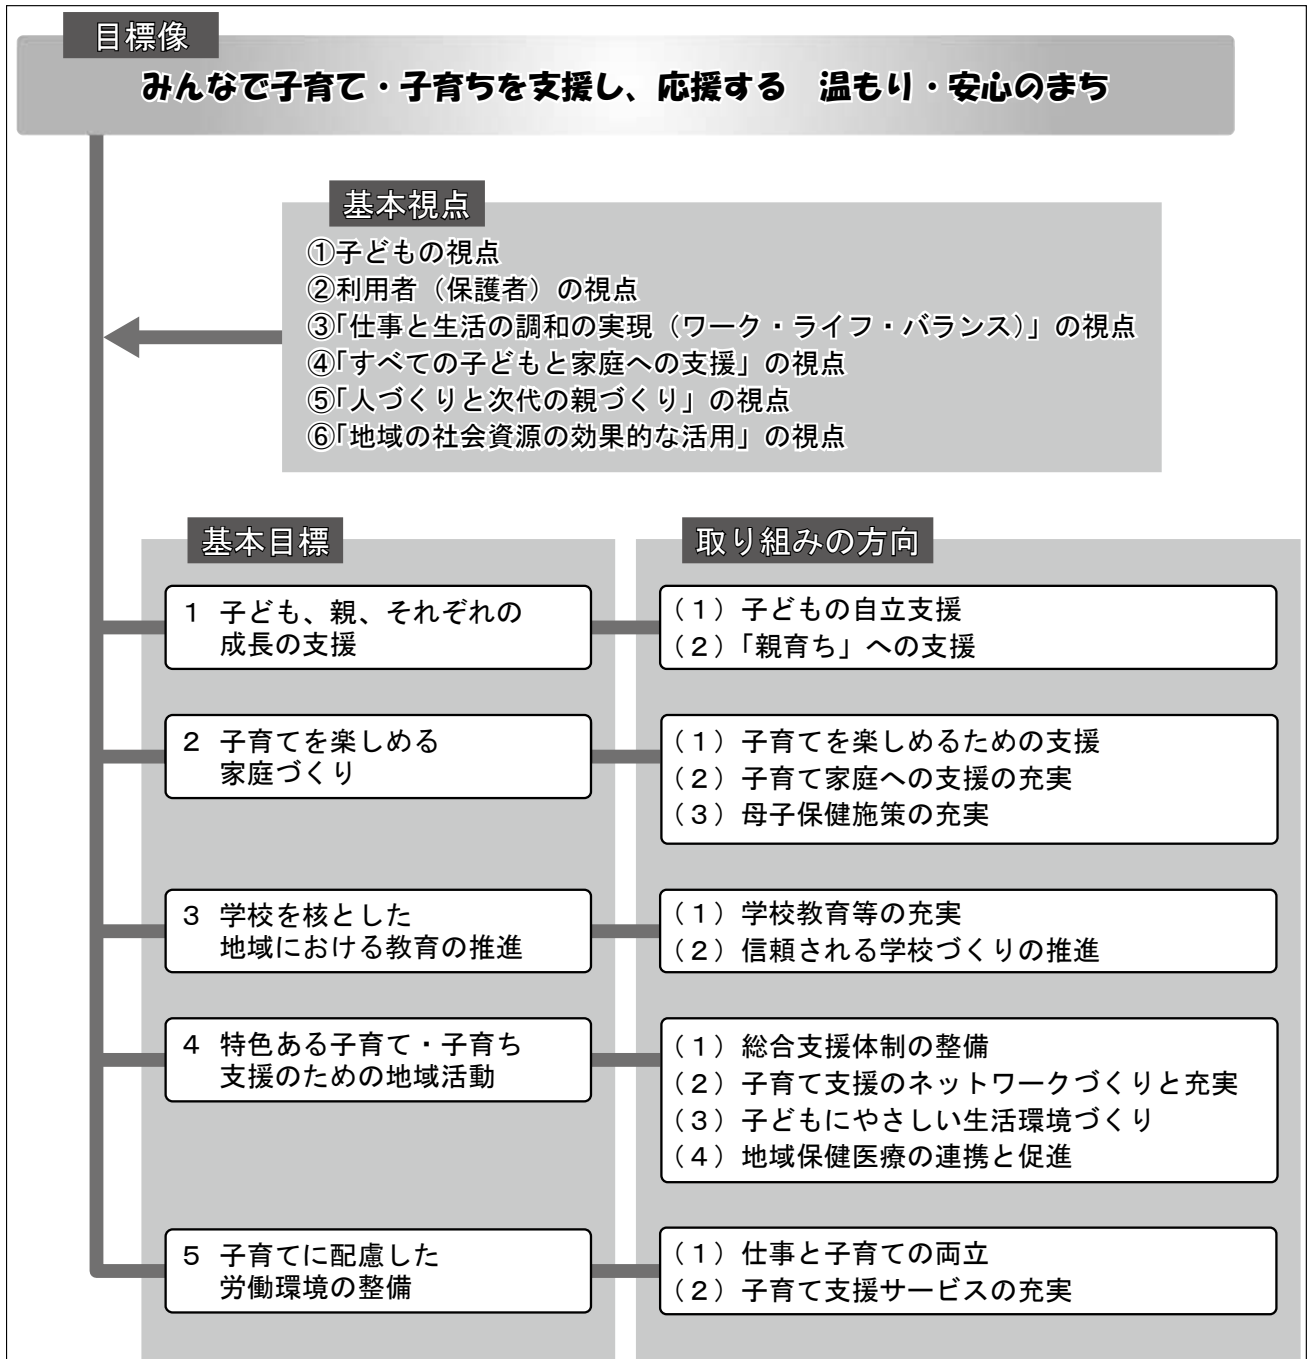 目標像
みんなで子育て・子育ちを支援し、応援する　温もり・安心のまち
基本視点
①子どもの視点
②利用者（保護者）の視点
③「仕事と生活の調和の実現（ワーク・ライフ・バランス）」の視点
④「すべての子どもと家庭への支援」の視点
⑤「人づくりと次代の親づくり」の視点
⑥「地域の社会資源の効果的な活用」の視点
基本目標
取り組みの方向
１ 子ども、親、それぞれの
成長の支援
（１）子どもの自立支援
（２）「親育ち」への支援
２ 子育てを楽しめる
家庭づくり
（１）子育てを楽しめるための支援
（２）子育て家庭への支援の充実
（３）母子保健施策の充実
３ 学校を核とした
地域における教育の推進
（１）学校教育等の充実
（２）信頼される学校づくりの推進
４ 特色ある子育て・子育ち
支援のための地域活動
（１）総合支援体制の整備
（２）子育て支援のネットワークづくりと充実
（３）子どもにやさしい生活環境づくり
（４）地域保健医療の連携と促進
５ 子育てに配慮した
労働環境の整備
（１）仕事と子育ての両立
（２）子育て支援サービスの充実